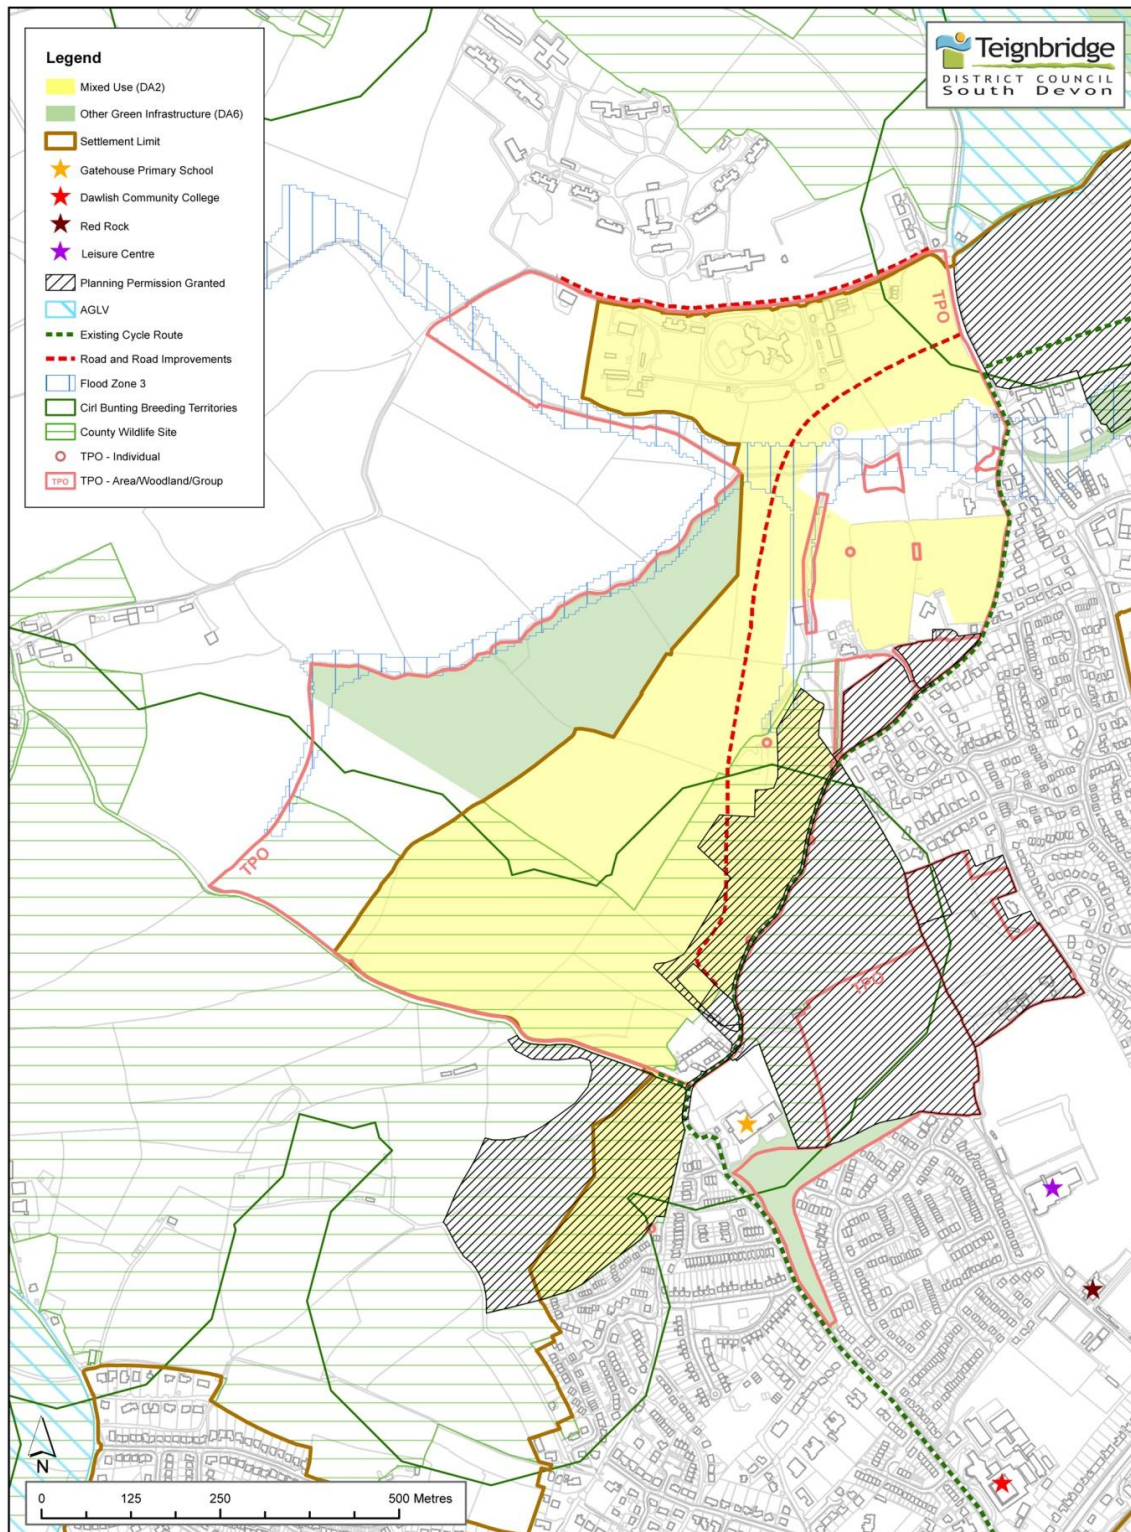 Legend
Mixed Use (DA2)
Other Green Infrastructure (DA6)
Settlement Limit
Gatehouse Primary School
Dawlish Community College
Red Rock
Leisure Centre
Planning Permission Granted
AGLV
Existing Cycle Route
Road and Road Improvements
Flood Zone 3
Cirl Bunting Breeding Territories
County Wildlife Site
TPO - Individual
TPO TPO - Area/Woodland/Group
Teignbridge
DISTRICT COUNCIL
South Devon
TPO
TPO
TPO
N
0 125 250 500 Metres